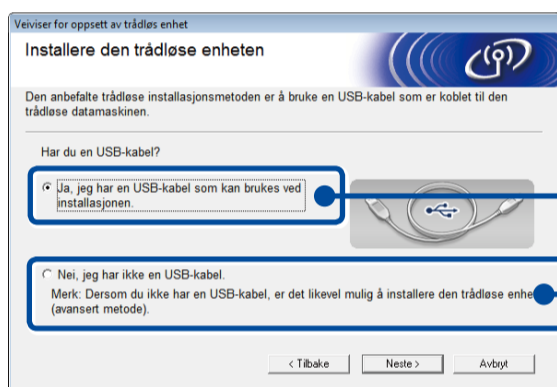 Veiviser for oppsett av trådløs enhet
Installere den trådløse enheten
Den anbefalte trådløse installasjonsmetoden er å bruke en USB-kabel som er koblet til den
trådløse datamaskinen.
Har du en USB-kabel?
Ja, jeg har en USB-kabel som kan brukes ved
installasjonen.
Nei, jeg har ikke en USB-kabel.
Merk: Dersom du ikke har en USB-kabel, er det likevel mulig å installere den trådløse enhe
(avansert metode).
< Tilbake
Neste >
Avbryt